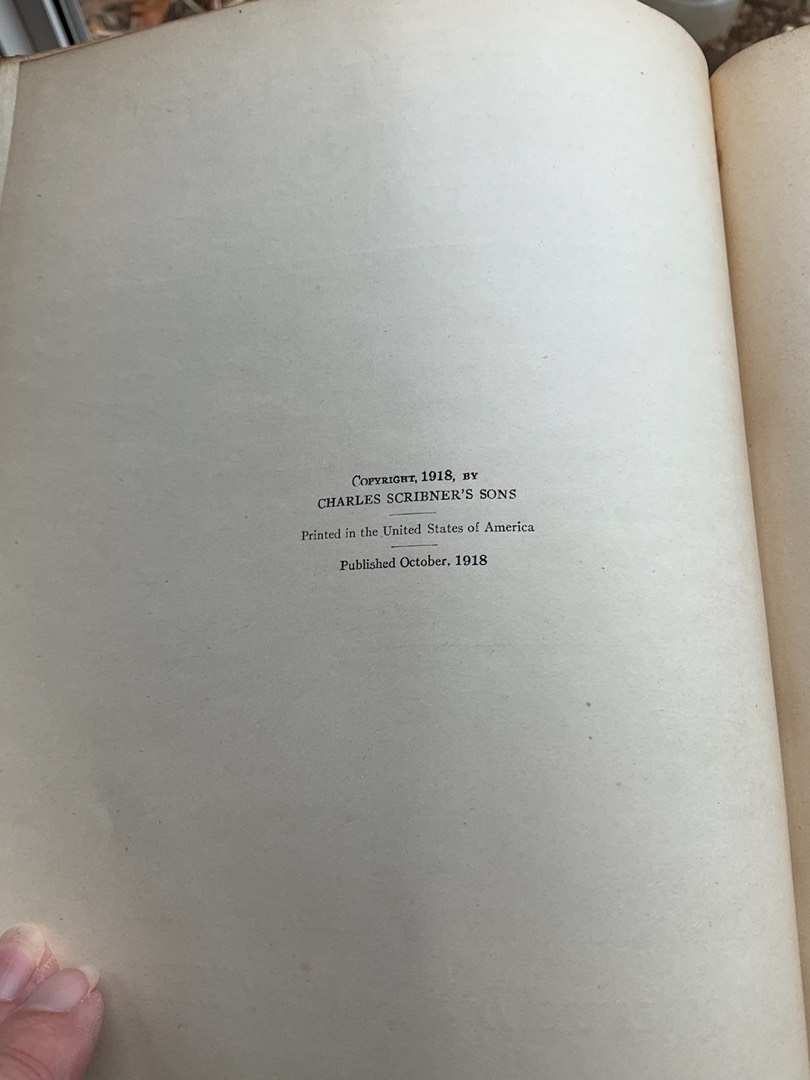 COPYRIGHT, 1918, BY
CHARLES SCRIBNER'S SONS
Printed in the United States of America
Published October. 1918